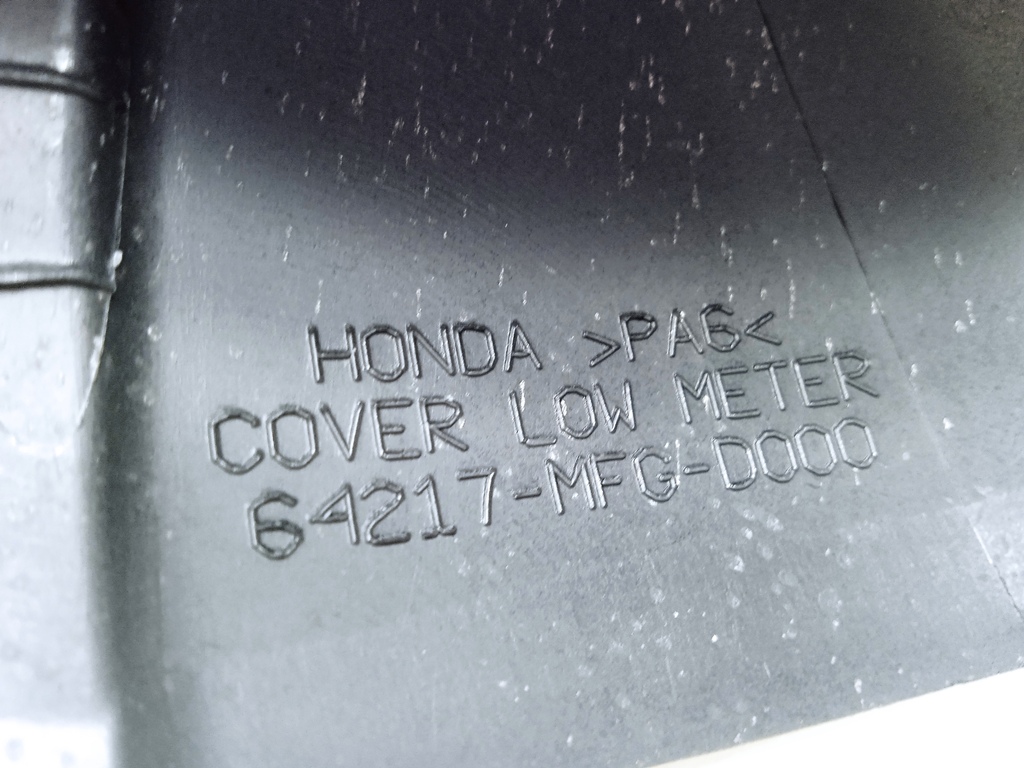 HONDA >PA6<
COVER LOW METER
64217-MFG-D000